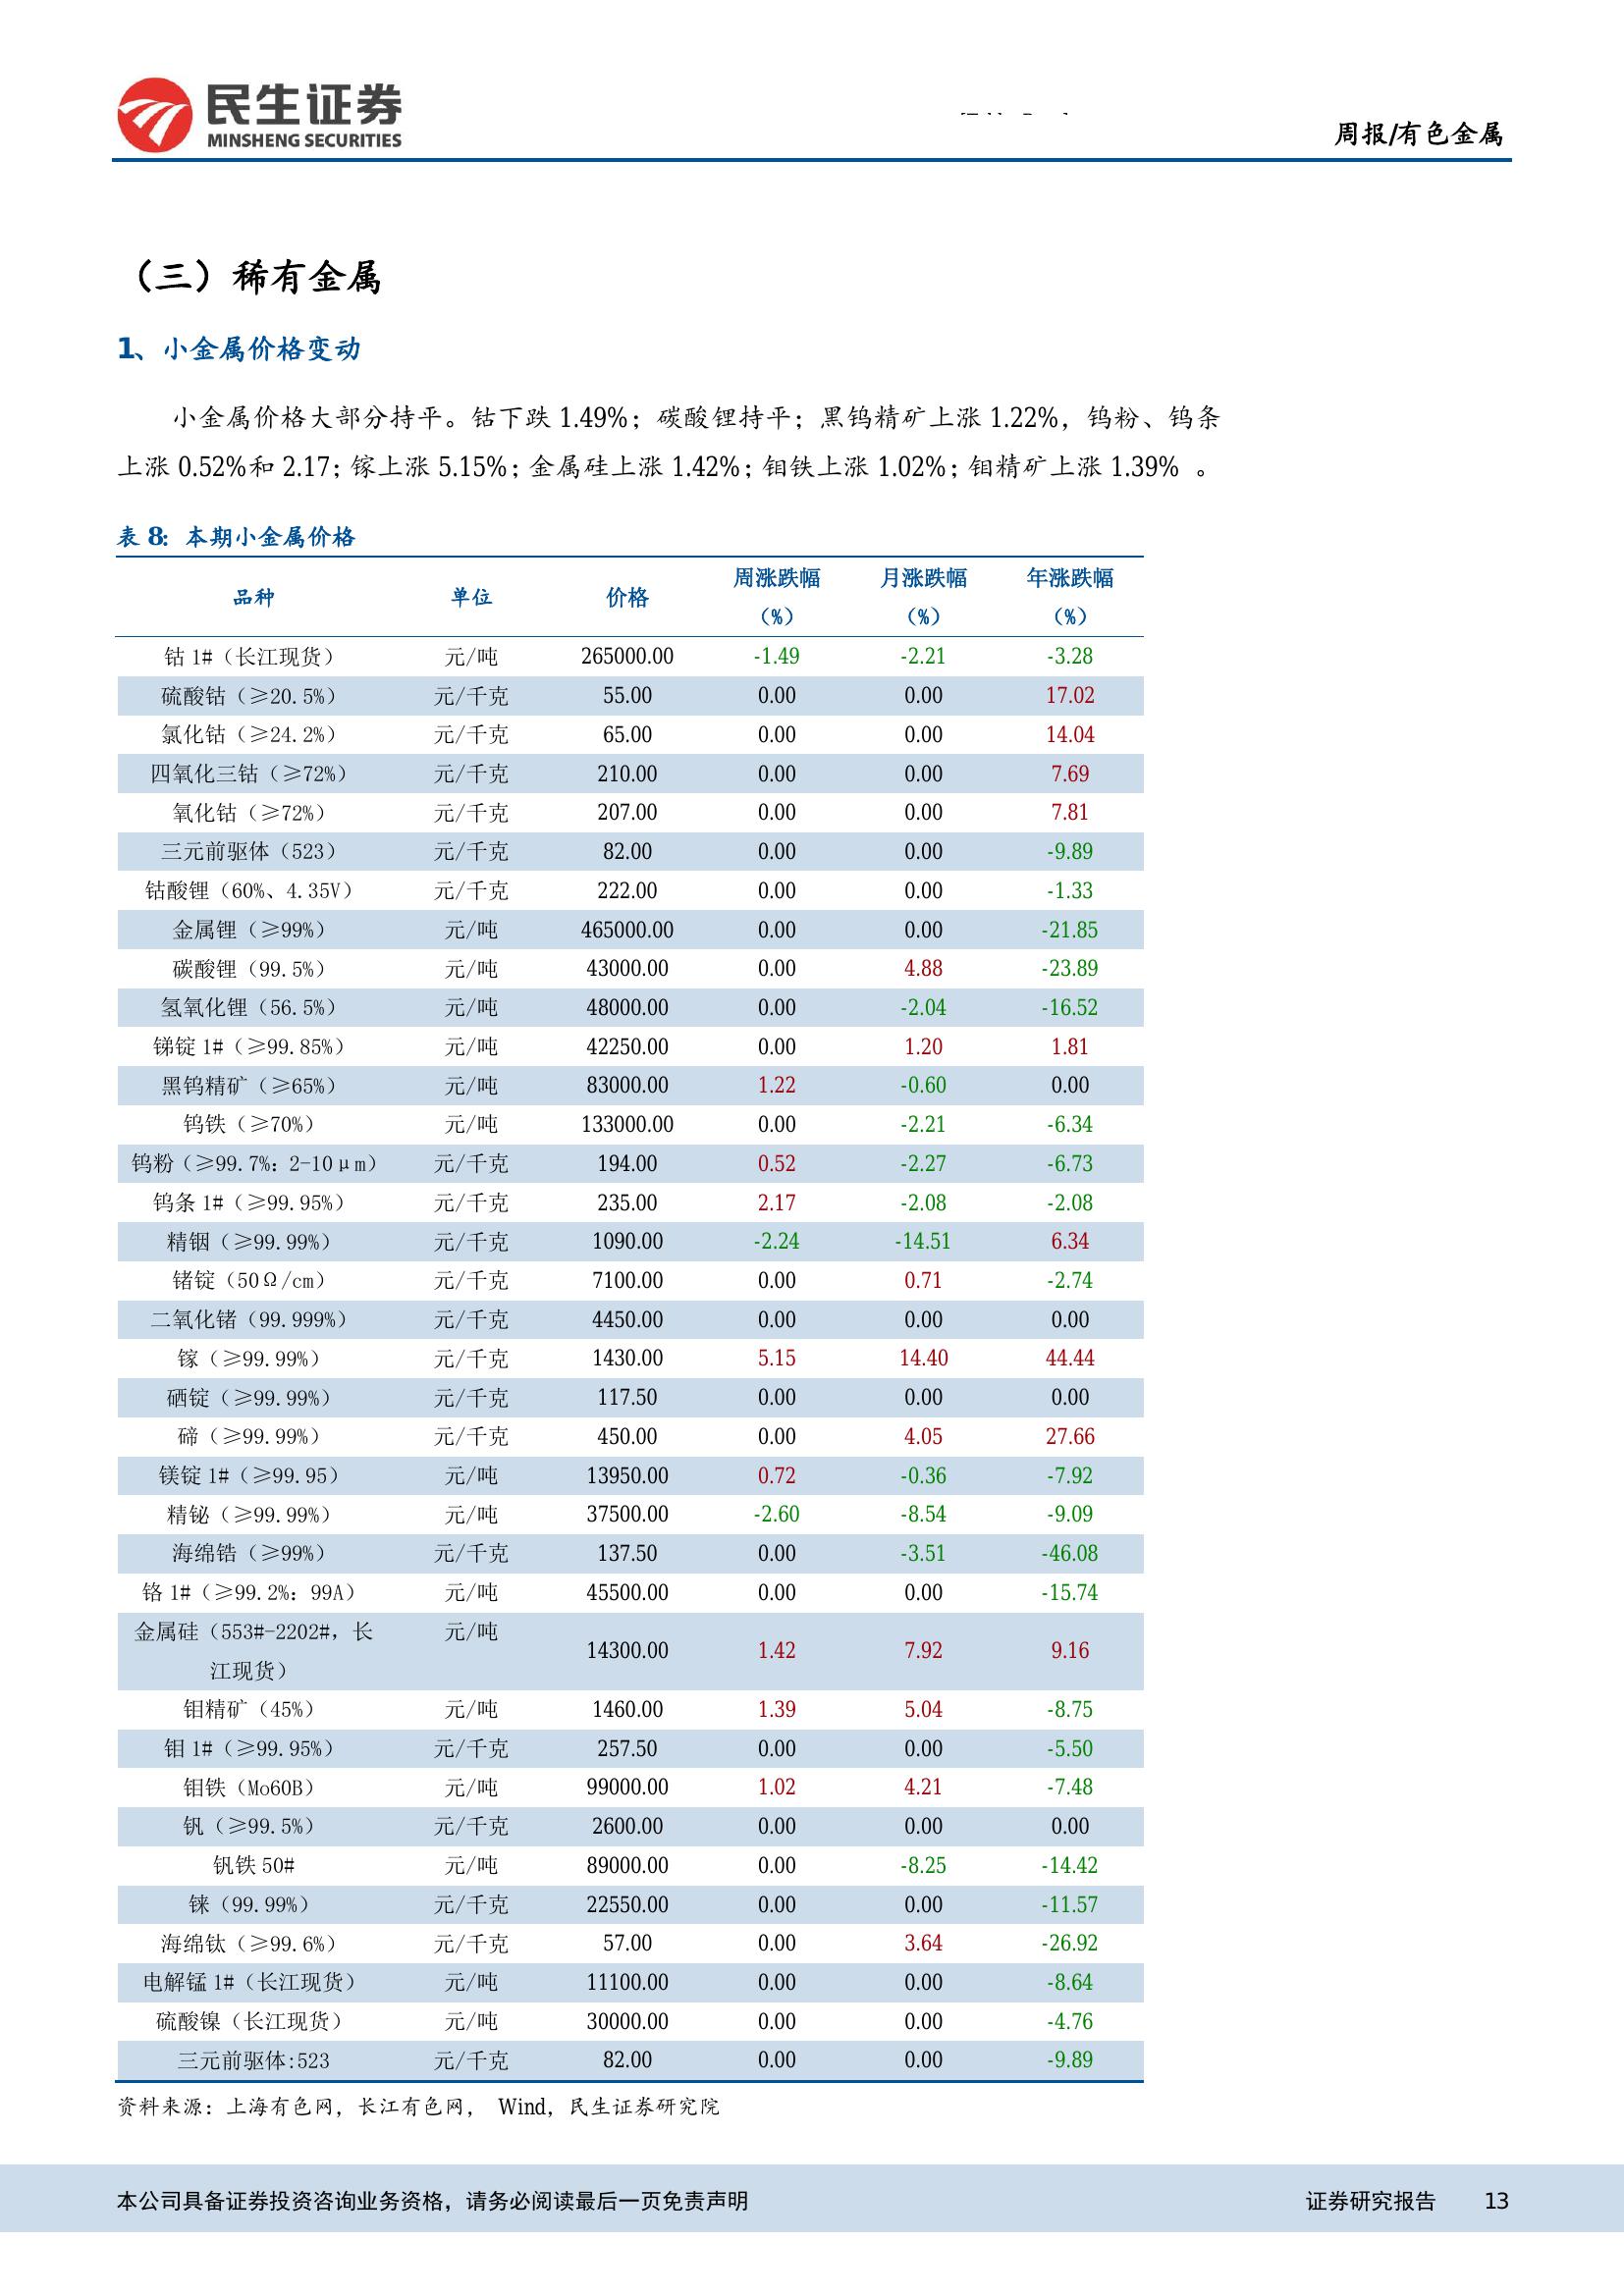 民生证券
MINSHENG SECURITIES
周报/有色金属
（三）稀有金属
1、小金属价格变动
小金属价格大部分持平。钴下跌 1.49%；碳酸锂持平；黑钨精矿上涨 1.22%，钨粉、钨条
上涨 0.52%和 2.17；镓上涨 5.15%；金属硅上涨 1.42%；钼铁上涨 1.02%；钼精矿上涨 1.39% 。
表 8：本期小金属价格
品种 单位 价格 周涨跌幅（%） 月涨跌幅（%） 年涨跌幅（%）
钴 1#（长江现货） 元/吨 265000.00 -1.49 -2.21 -3.28
硫酸钴（≥20.5%） 元/千克 55.00 0.00 0.00 17.02
氯化钴（≥24.2%） 元/千克 65.00 0.00 0.00 14.04
四氧化三钴（≥72%） 元/千克 210.00 0.00 0.00 7.69
氧化钴（≥72%） 元/千克 207.00 0.00 0.00 7.81
三元前驱体（523） 元/千克 82.00 0.00 0.00 -9.89
钴酸锂（60%、4.35V） 元/千克 222.00 0.00 0.00 -1.33
金属锂（≥99%） 元/吨 465000.00 0.00 0.00 -21.85
碳酸锂（99.5%） 元/吨 43000.00 0.00 4.88 -23.89
氢氧化锂（56.5%） 元/吨 48000.00 0.00 -2.04 -16.52
锑锭 1#（≥99.85%） 元/吨 42250.00 0.00 1.20 1.81
黑钨精矿（≥65%） 元/吨 83000.00 1.22 -0.60 0.00
钨铁（≥70%） 元/吨 133000.00 0.00 -2.21 -6.34
钨粉（≥99.7%：2-10μm） 元/千克 194.00 0.52 -2.27 -6.73
钨条 1#（≥99.95%） 元/千克 235.00 2.17 -2.08 -2.08
精铟（≥99.99%） 元/千克 1090.00 -2.24 -14.51 6.34
锗锭（50Ω/cm） 元/千克 7100.00 0.00 0.71 -2.74
二氧化锗（99.999%） 元/千克 4450.00 0.00 0.00 0.00
镓（≥99.99%） 元/千克 1430.00 5.15 14.40 44.44
硒锭（≥99.99%） 元/千克 117.50 0.00 0.00 0.00
碲（≥99.99%） 元/千克 450.00 0.00 4.05 27.66
镁锭 1#（≥99.95） 元/吨 13950.00 0.72 -0.36 -7.92
精铋（≥99.99%） 元/吨 37500.00 -2.60 -8.54 -9.09
海绵锆（≥99%） 元/千克 137.50 0.00 -3.51 -46.08
铬 1#（≥99.2%：99A） 元/吨 45500.00 0.00 0.00 -15.74
金属硅（553#-2202#，长江现货） 元/吨 14300.00 1.42 7.92 9.16
钼精矿（45%） 元/吨 1460.00 1.39 5.04 -8.75
钼 1#（≥99.95%） 元/千克 257.50 0.00 0.00 -5.50
钼铁（Mo60B） 元/吨 99000.00 1.02 4.21 -7.48
钒（≥99.5%） 元/千克 2600.00 0.00 0.00 0.00
钒铁 50# 元/吨 89000.00 0.00 -8.25 -14.42
铼（99.99%） 元/千克 22550.00 0.00 0.00 -11.57
海绵钛（≥99.6%） 元/千克 57.00 0.00 3.64 -26.92
电解锰 1#（长江现货） 元/吨 11100.00 0.00 0.00 -8.64
硫酸镍（长江现货） 元/吨 30000.00 0.00 0.00 -4.76
三元前驱体:523 元/千克 82.00 0.00 0.00 -9.89
资料来源：上海有色网，长江有色网， Wind，民生证券研究院
本公司具备证券投资咨询业务资格，请务必阅读最后一页免责声明 证券研究报告 13